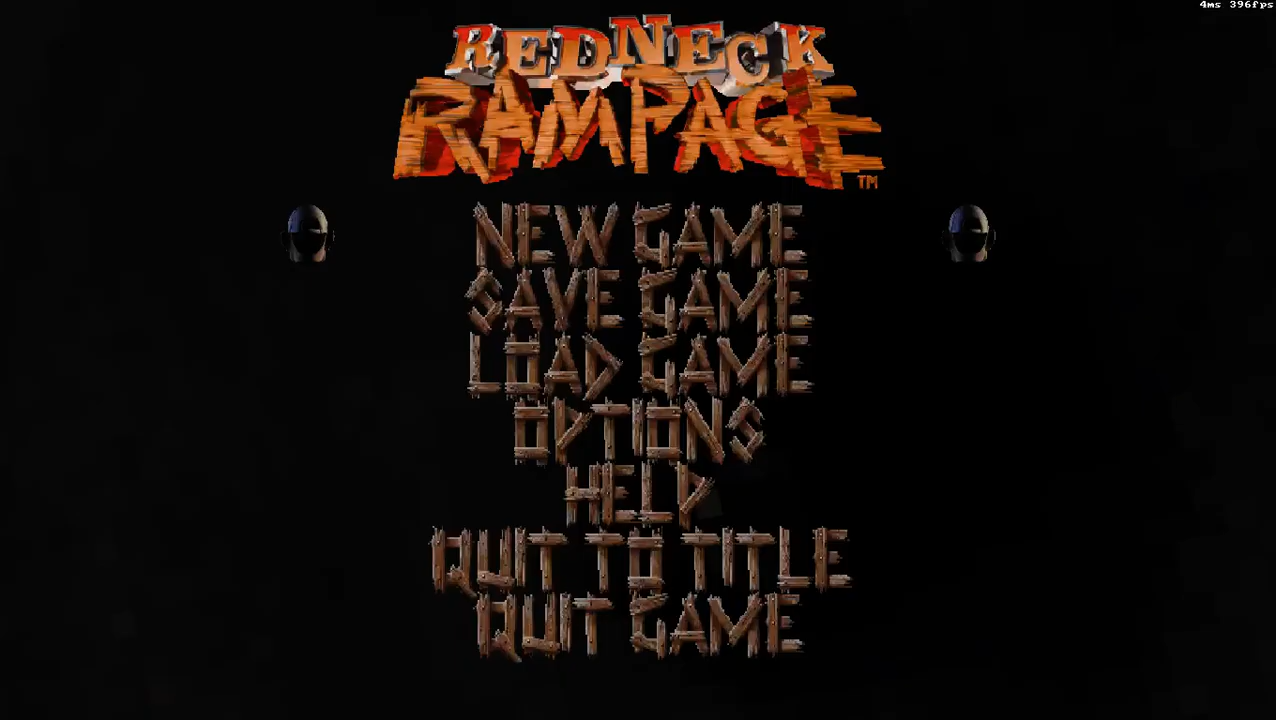 4ms 396fps
REDNECK
RAMPAGE
TM
NEW GAME
SAVE GAME
LOAD GAME
OPTIONS
HELP
QUIT TO TITLE
QUIT GAME